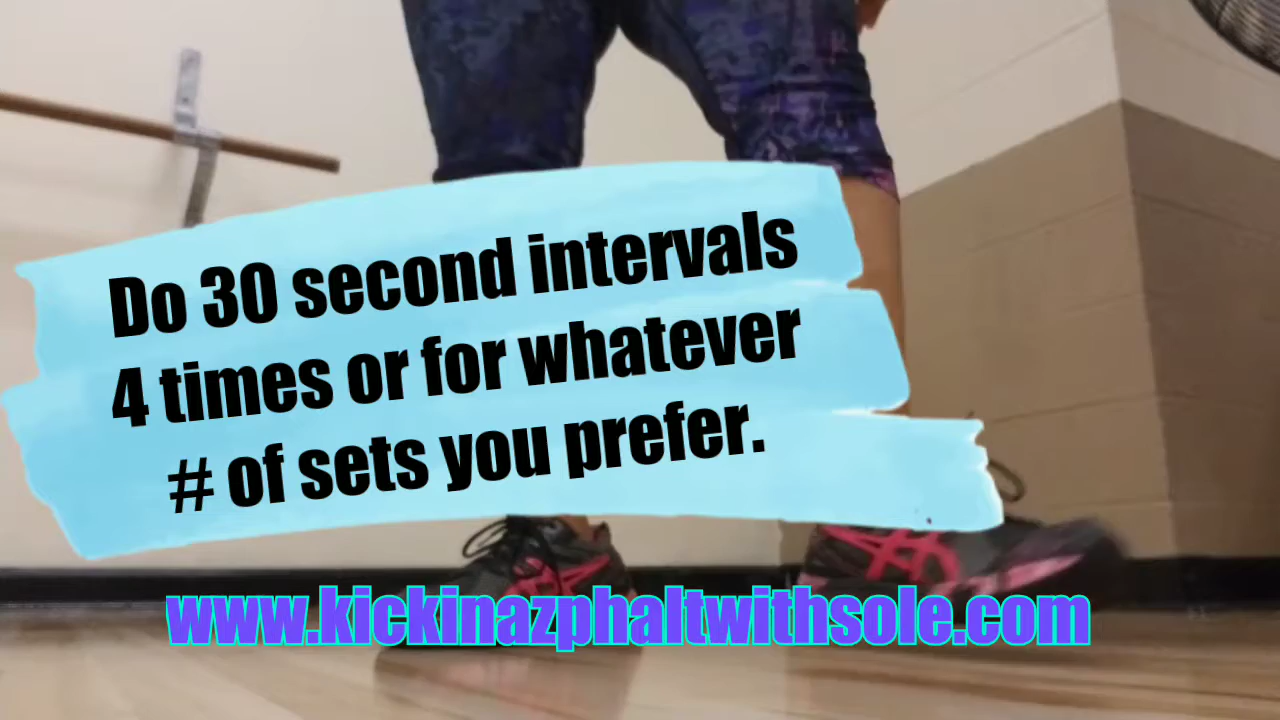 Do 30 second intervals
4 times or for whatever
# of sets you prefer.
www.kickinazphaltwithsole.com